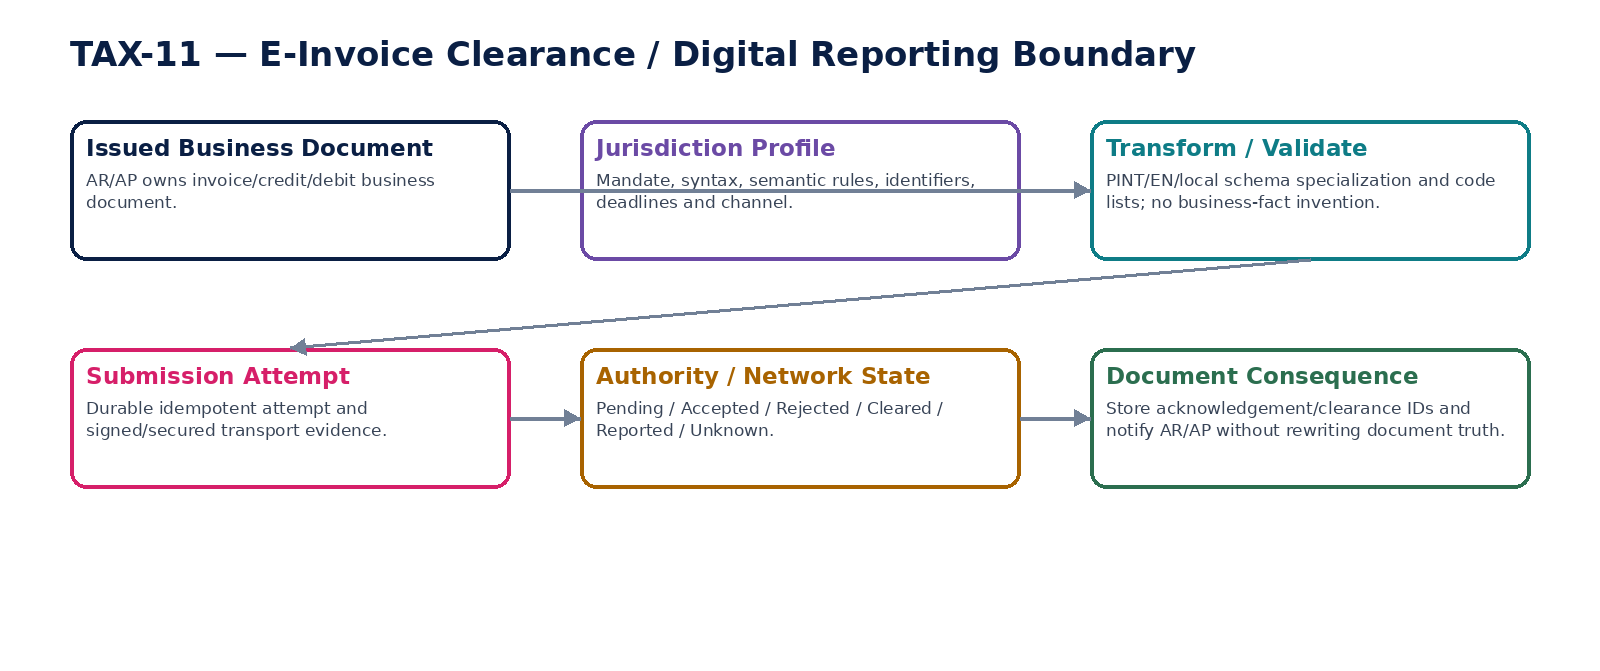 TAX-11 — E-Invoice Clearance / Digital Reporting Boundary
Issued Business Document
AR/AP owns invoice/credit/debit business
document.
Jurisdiction Profile
Mandate, syntax, semantic rules, identifiers,
deadlines and channel.
Transform / Validate
PINT/EN/local schema specialization and code
lists; no business-fact invention.
Submission Attempt
Durable idempotent attempt and
signed/secured transport evidence.
Authority / Network State
Pending / Accepted / Rejected / Cleared /
Reported / Unknown.
Document Consequence
Store acknowledgement/clearance IDs and
notify AR/AP without rewriting document truth.